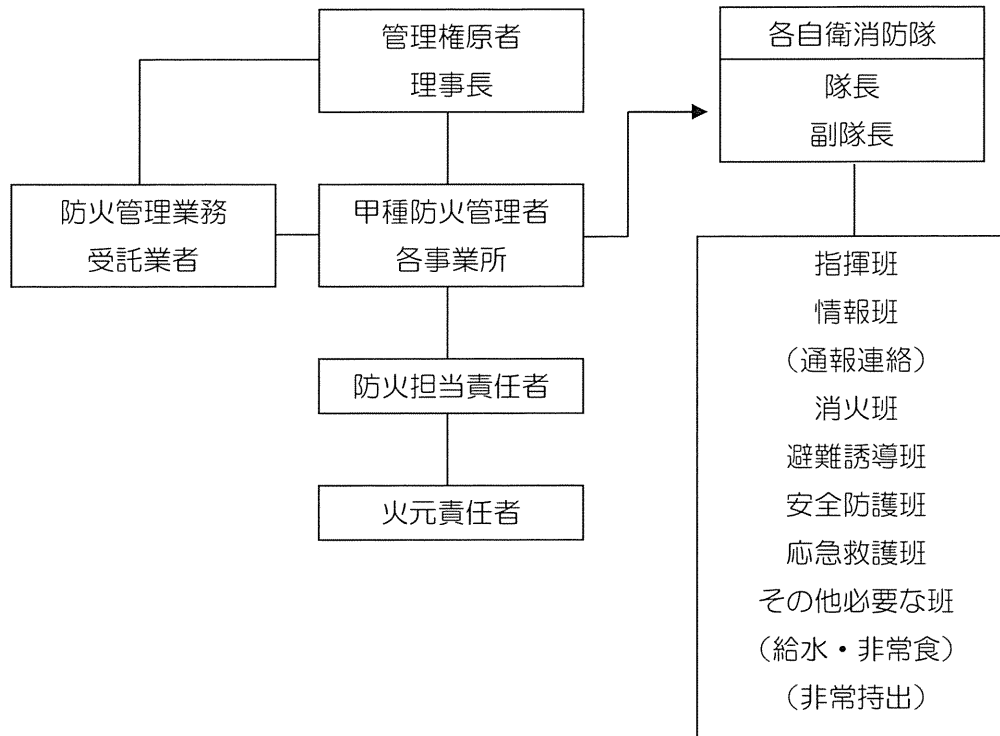 管理権原者
理事長
防火管理業務
受託業者
甲種防火管理者
各事業所
防火担当責任者
火元責任者
各自衛消防隊
隊長
副隊長
指揮班
情報班
（通報連絡）
消火班
避難誘導班
安全防護班
応急救護班
その他必要な班
（給水・非常食）
（非常持出）